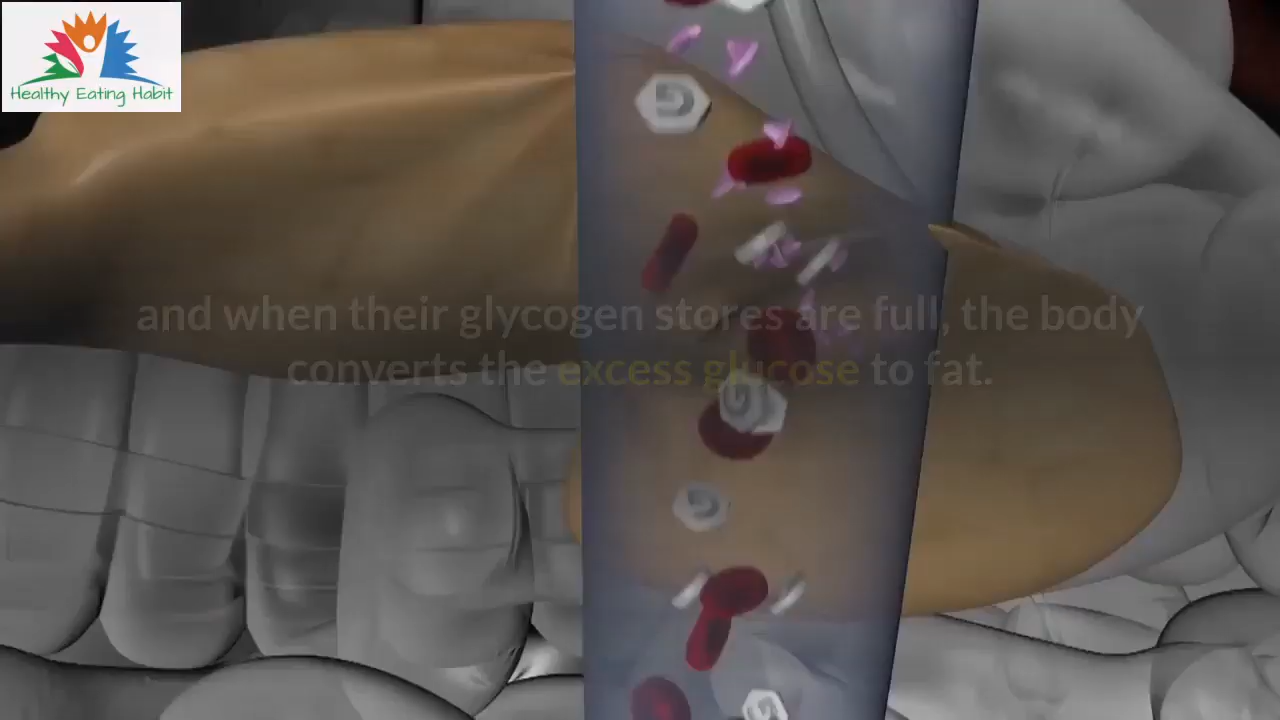 Healthy Eating Habit
and when their glycogen stores are full, the body
converts the excess glucose to fat.